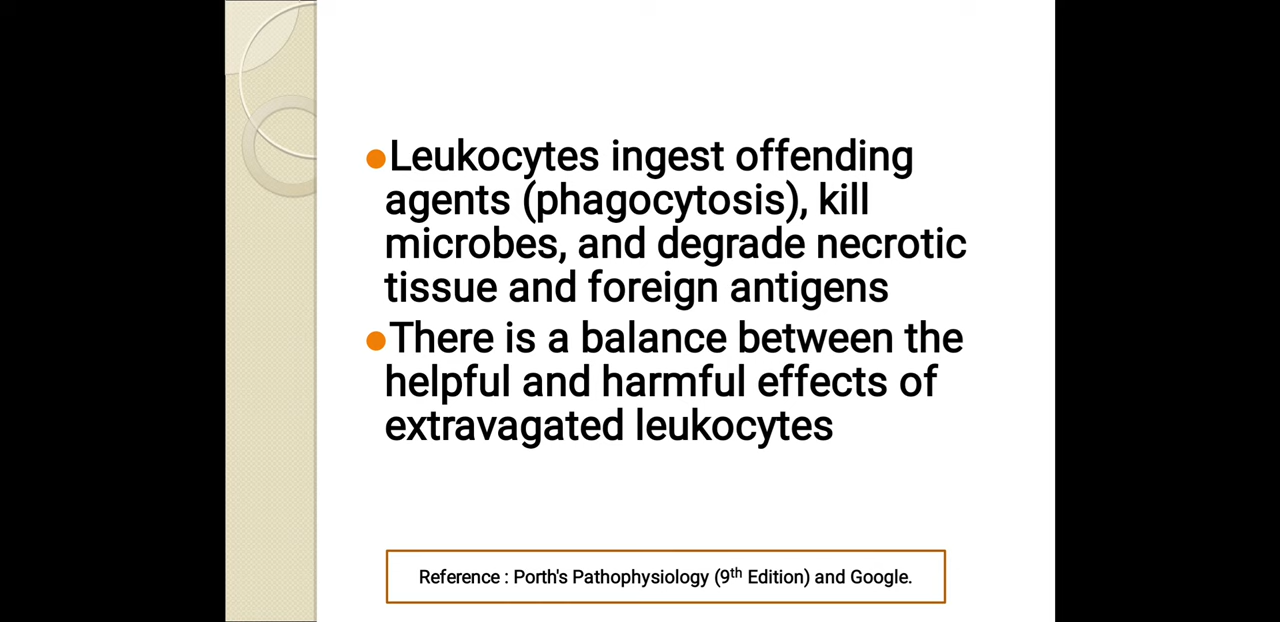 ●Leukocytes ingest offending
agents (phagocytosis), kill
microbes, and degrade necrotic
tissue and foreign antigens
●There is a balance between the
helpful and harmful effects of
extravagated leukocytes
Reference : Porth's Pathophysiology (9th Edition) and Google.